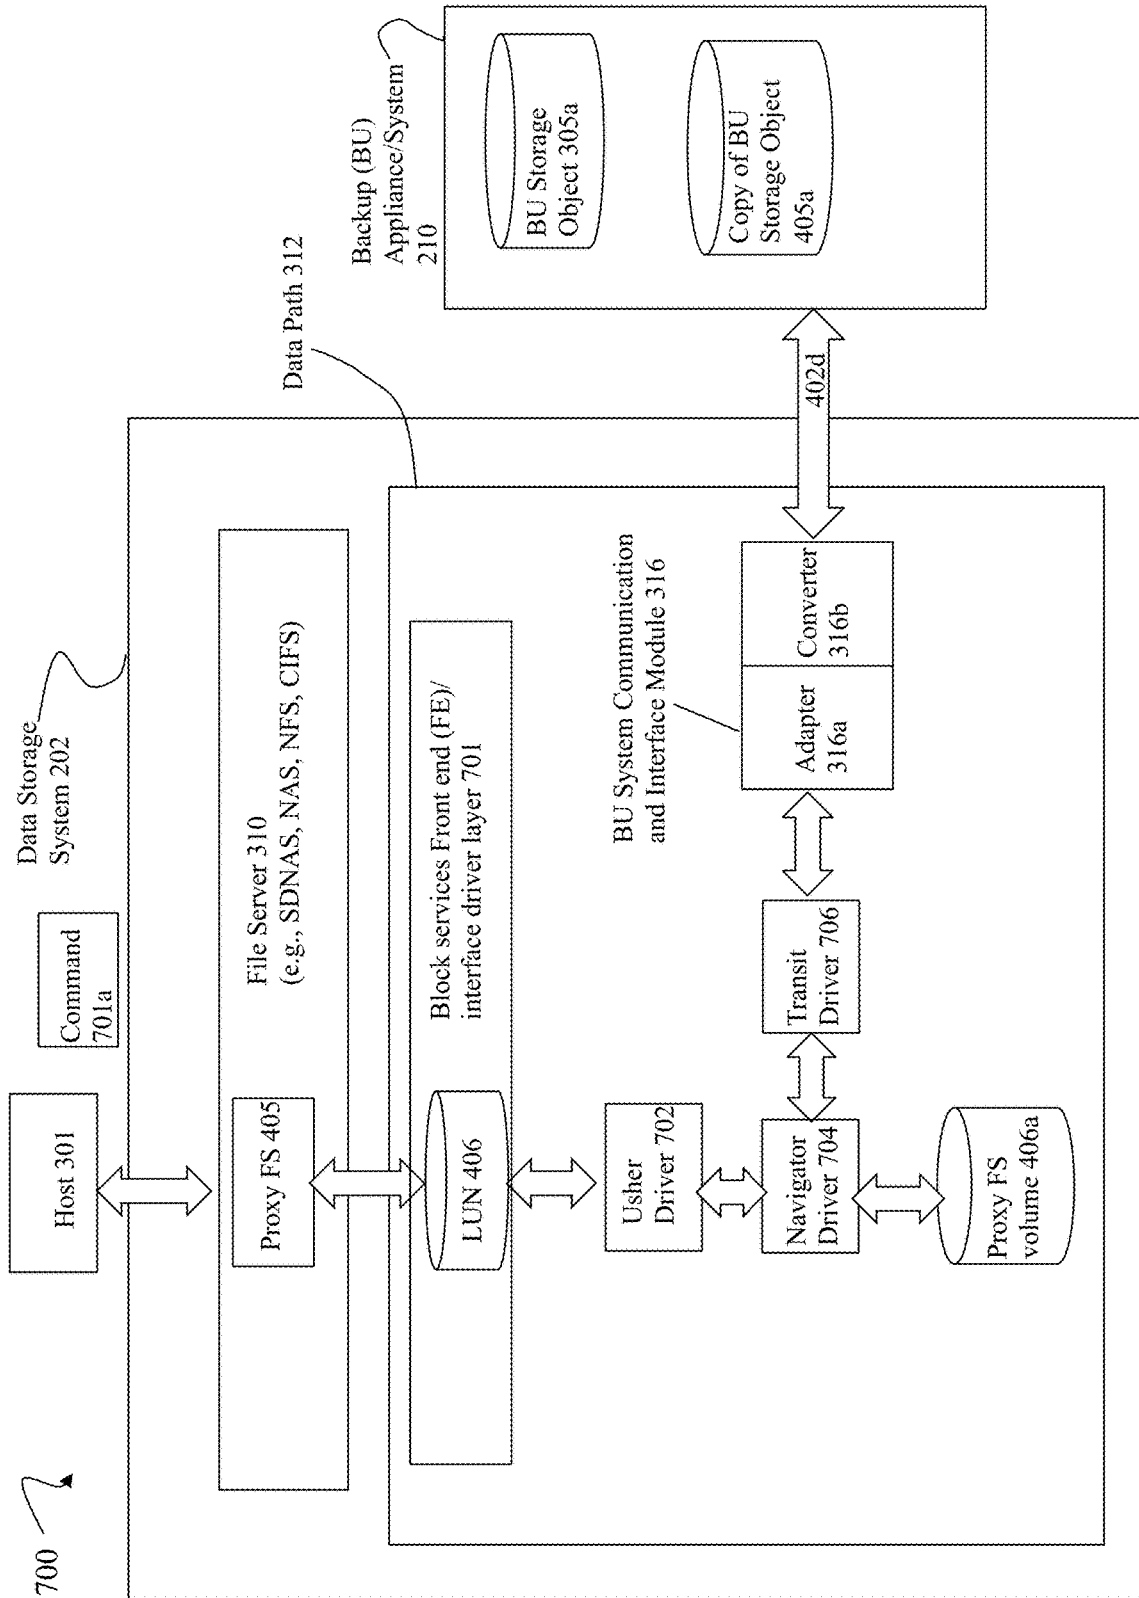 700
Host 301
Command
701a
Data Storage
System 202
File Server 310
(e.g., SDNAS, NAS, NFS, CIFS)
Proxy FS 405
Data Path 312
Block services Front end (FE)/
interface driver layer 701
LUN 406
Usher
Driver 702
Navigator
Driver 704
Proxy FS
volume 406a
Transit
Driver 706
BU System Communication
and Interface Module 316
Adapter
316a
Converter
316b
402d
Backup (BU)
Appliance/System
210
BU Storage
Object 305a
Copy of BU
Storage Object
405a